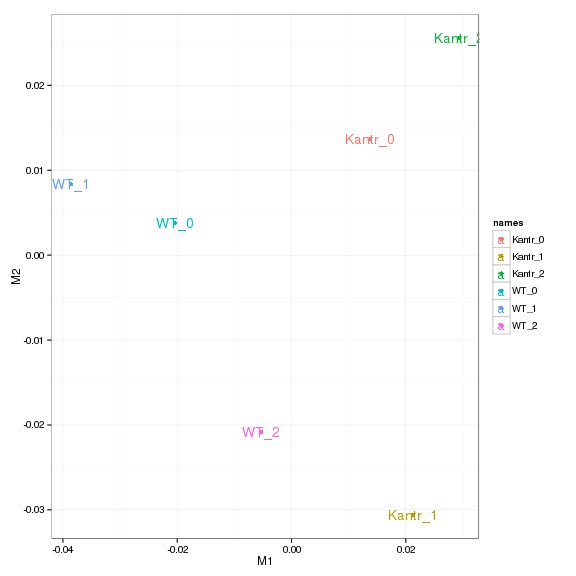 Kantr_2
0.02
Kantr_0
0.01
WT_1
WT_0
names
Kantr_0
Kantr_1
Kantr_2
WT_0
WT_1
WT_2
0.00
M2
-0.01
-0.02
WT_2
-0.03
Kantr_1
-0.04 -0.02 0.00 0.02
M1